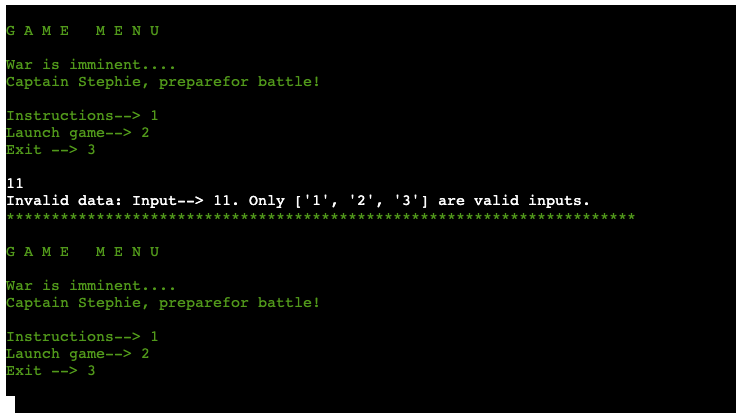 G A M E   M E N U
War is imminent....
Captain Stephie, preparefor battle!
Instructions--> 1
Launch game--> 2
Exit --> 3
11
Invalid data: Input--> 11. Only ['1', '2', '3'] are valid inputs.
**********************************************************************
G A M E   M E N U
War is imminent....
Captain Stephie, preparefor battle!
Instructions--> 1
Launch game--> 2
Exit --> 3